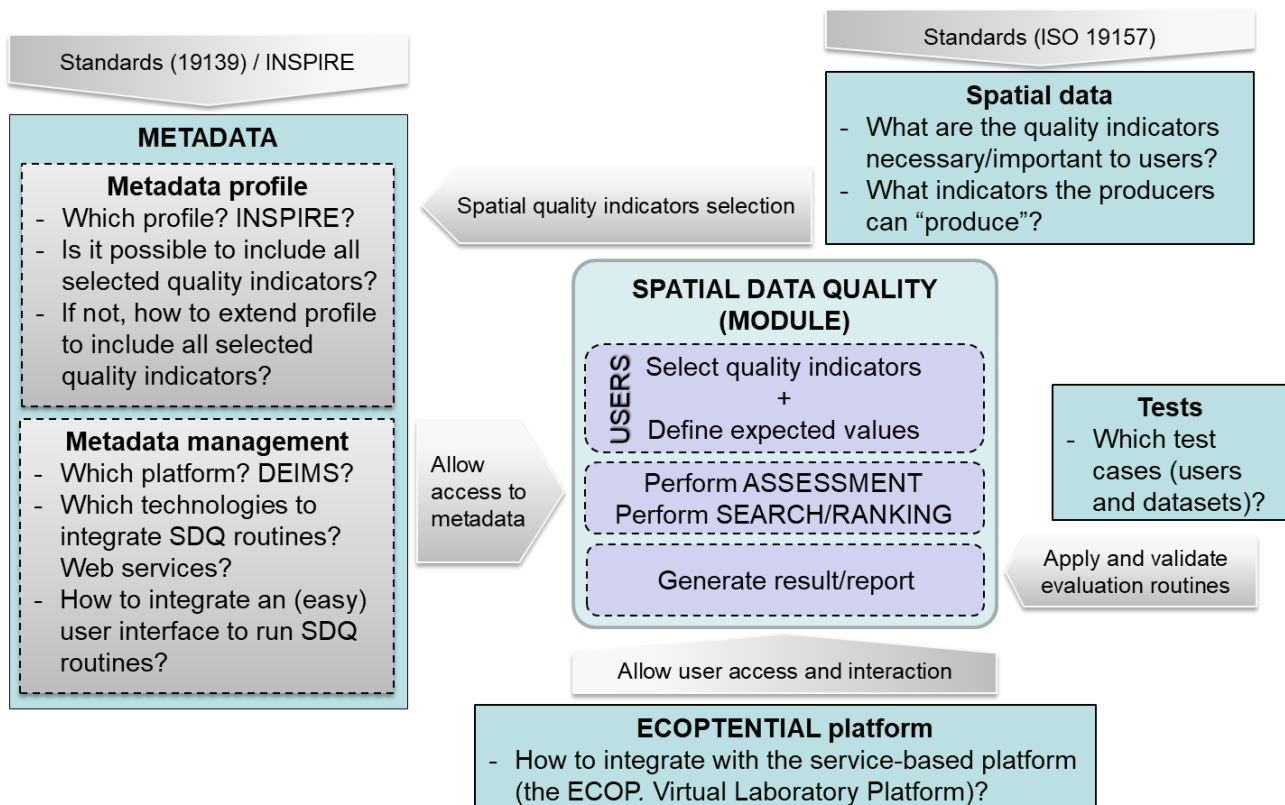 Standards (19139) / INSPIRE
METADATA
Metadata profile
- Which profile? INSPIRE?
- Is it possible to include all
selected quality indicators?
- If not, how to extend profile
to include all selected
quality indicators?
Metadata management
- Which platform? DEIMS?
- Which technologies to
integrate SDQ routines?
Web services?
- How to integrate an (easy)
user interface to run SDQ
routines?
Standards (ISO 19157)
Spatial data
- What are the quality indicators
necessary/important to users?
- What indicators the producers
can “produce”?
Spatial quality indicators selection
Allow
access to
metadata
SPATIAL DATA QUALITY
(MODULE)
USERS
Select quality indicators
+
Define expected values
Perform ASSESSMENT
Perform SEARCH/RANKING
Generate result/report
Tests
- Which test
cases (users
and datasets)?
Apply and validate
evaluation routines
Allow user access and interaction
ECOPTENTIAL platform
- How to integrate with the service-based platform
(the ECOP. Virtual Laboratory Platform)?